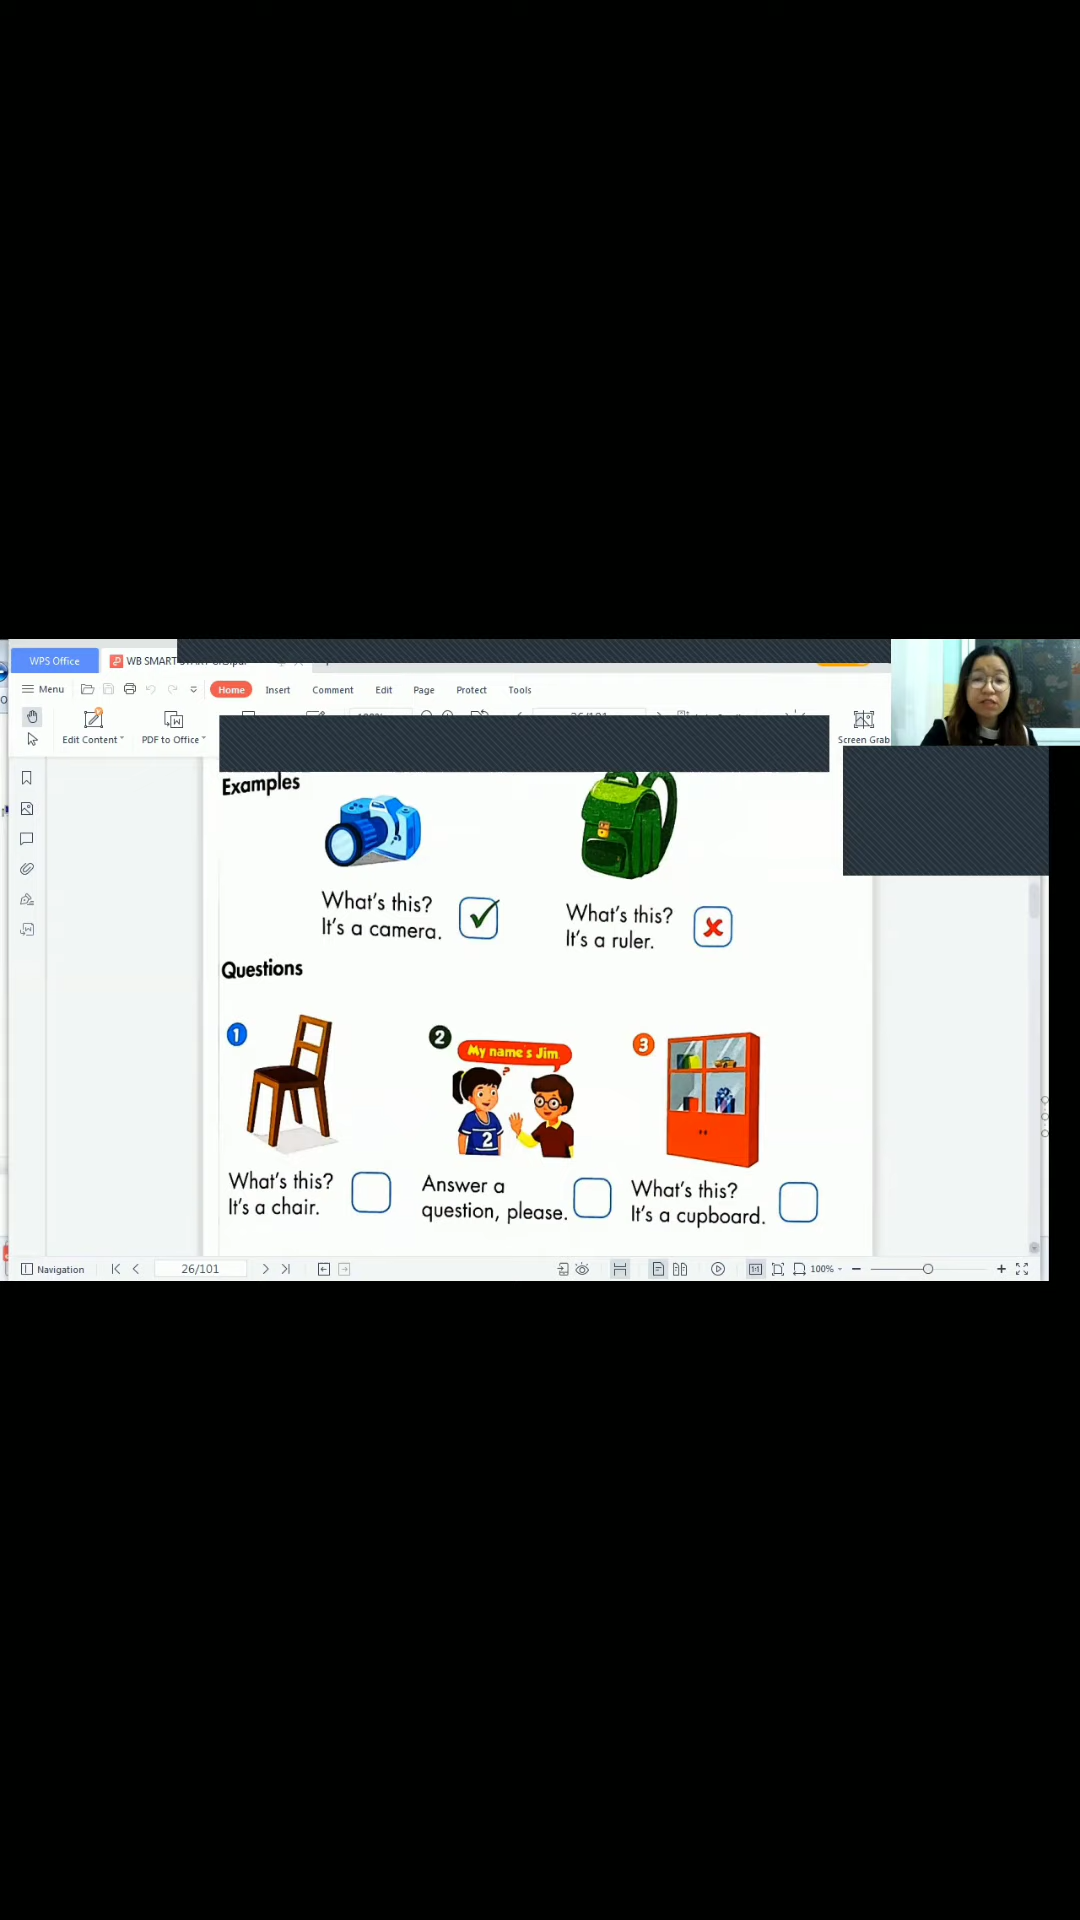 WPS Office
WB SMART
Menu
Home
Insert
Comment
Edit
Page
Protect
Tools
Edit Content
PDF to Office
Screen Grab
Examples
What's this?
It's a camera.
What's this?
It's a ruler.
Questions
1
2
My name's Jim.
2
3
What's this?
It's a chair.
Answer a
question, please.
What's this?
It's a cupboard.
Navigation
26/101
100%